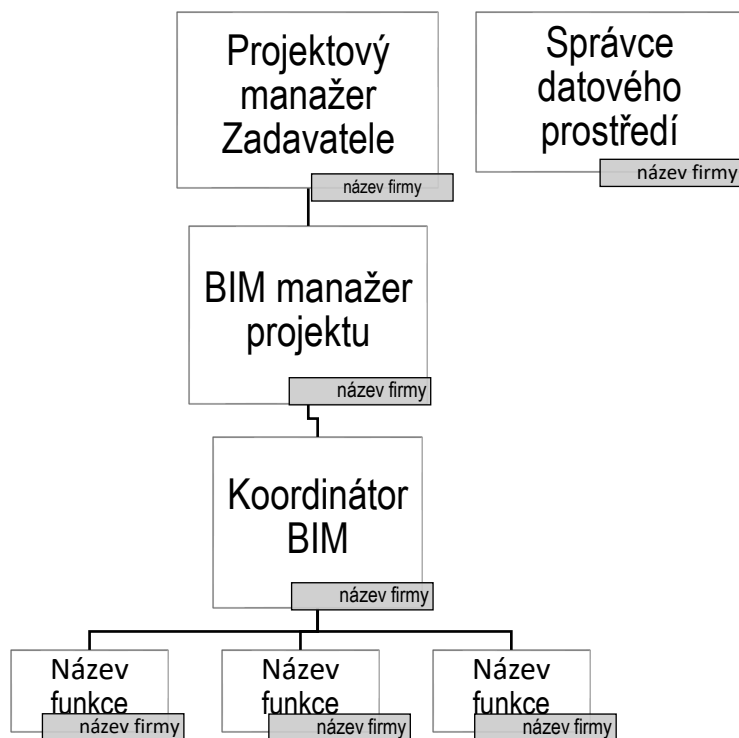 Projektový
manažer
Zadavatele
název firmy
Správce
datového
prostředí
název firmy
BIM manažer
projektu
název firmy
Koordinátor
BIM
název firmy
Název
funkce
název firmy
Název
funkce
název firmy
Název
funkce
název firmy